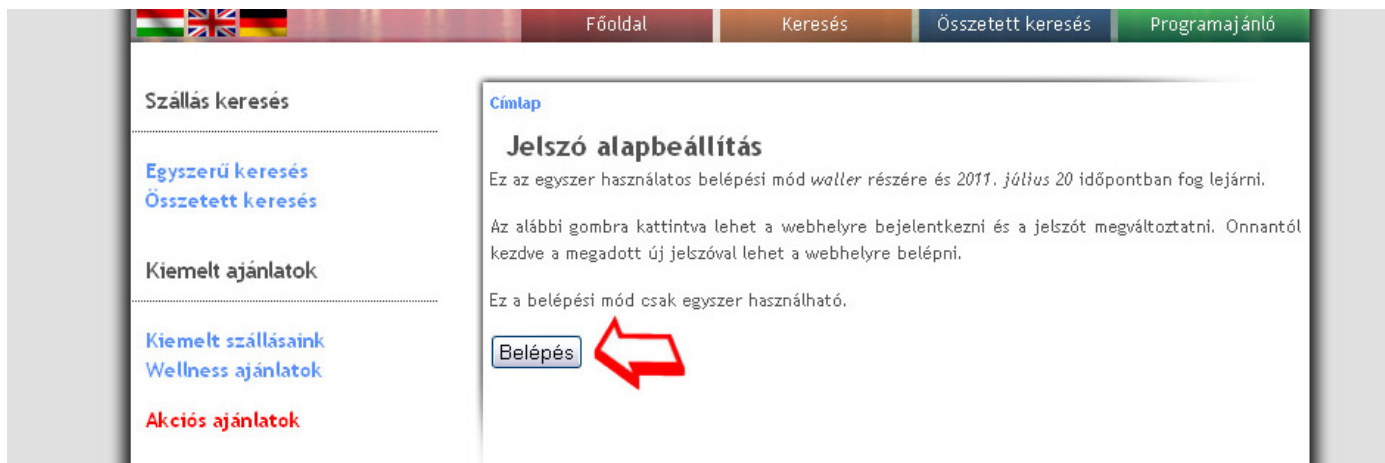 Főoldal
Keresés
Összetett keresés
Programajánló
Szállás keresés
Egyszerű keresés
Összetett keresés
Kiemelt ajánlatok
Kiemelt szállásaink
Wellness ajánlatok
Akciós ajánlatok
Címlap
Jelszó alapbeállítás
Ez az egyszer használatos belépési mód waller részére és 2011. július 20 időpontban fog lejárni.
Az alábbi gombra kattintva lehet a webhelyre bejelentkezni és a jelszót megváltoztatni. Onnantól
kezdve a megadott új jelszóval lehet a webhelyre belépni.
Ez a belépési mód csak egyszer használható.
Belépés